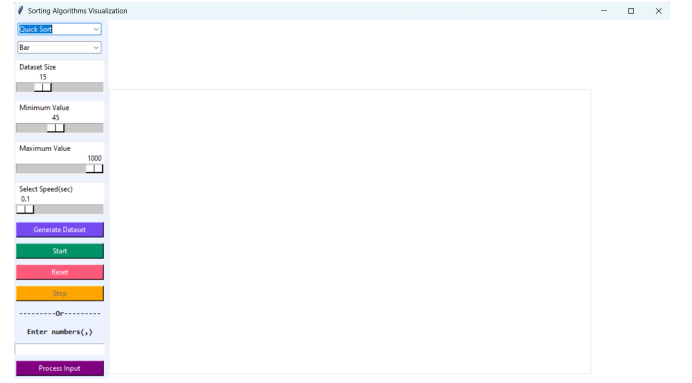 Sorting Algorithms Visualization
Quick Sort
Bar
Dataset Size
15
Minimum Value
45
Maximum Value
1000
Select Speed(sec)
0.1
Generate Dataset
Start
Reset
Stop
---------Or---------
Enter numbers(,)
Process Input